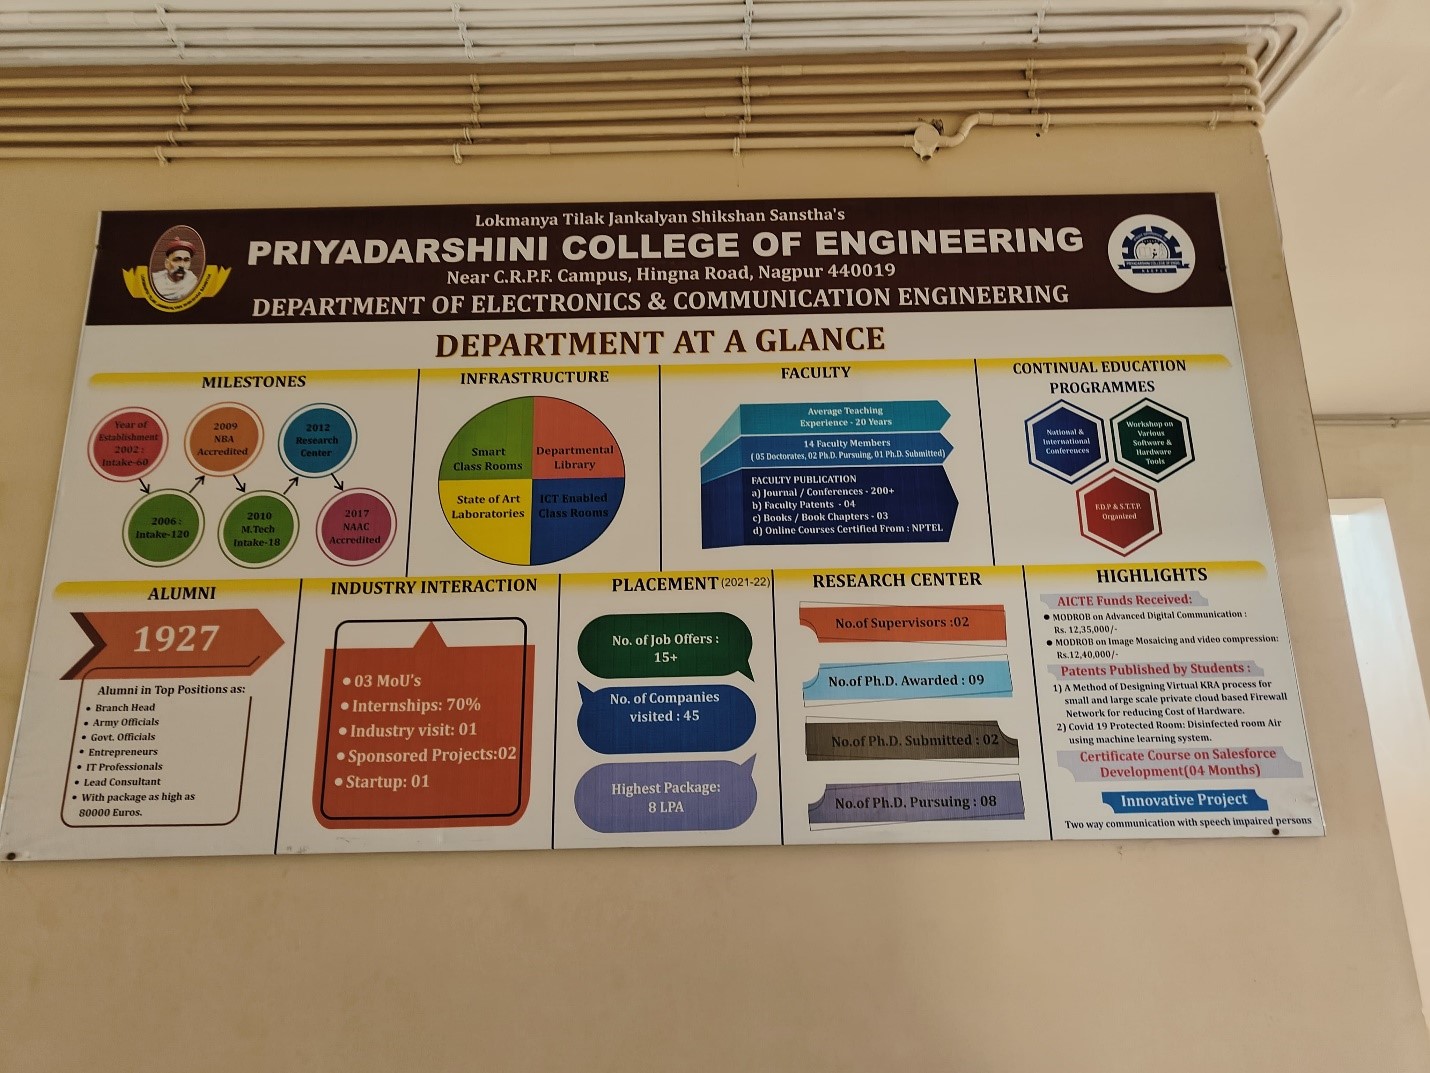 Lokmanya Tilak Jankalyan Shikshan Sanstha's
PRIYADARSHINI COLLEGE OF ENGINEERING
Near C.R.P.F. Campus, Hingna Road, Nagpur 440019
DEPARTMENT OF ELECTRONICS & COMMUNICATION ENGINEERING
DEPARTMENT AT A GLANCE
MILESTONES
Year of
Establishment
2002 :
Intake-60
2009
NBA
Accredited
2012
Research
Center
2006 :
Intake-120
2010
M.Tech
Intake-18
2017
NAAC
Accredited
INFRASTRUCTURE
Smart
Class Rooms
Departmental
Library
State of Art
Laboratories
ICT Enabled
Class Rooms
FACULTY
Average Teaching
Experience - 20 Years
14 Faculty Members
( 05 Doctorates, 02 Ph.D. Pursuing, 01 Ph.D. Submitted)
FACULTY PUBLICATION
a) Journal / Conferences - 200+
b) Faculty Patents - 04
c) Books / Book Chapters - 03
d) Online Courses Certified From : NPTEL
CONTINUAL EDUCATION
PROGRAMMES
National &
International
Conferences
Workshop on
Various
Software &
Hardware
Tools
F.D.P & S.T.T.P.
Organized
ALUMNI
1927
Alumni in Top Positions as:
• Branch Head
• Army Officials
• Govt. Officials
• Entrepreneurs
• IT Professionals
• Lead Consultant
• With package as high as
80000 Euros.
INDUSTRY INTERACTION
• 03 MoU's
• Internships: 70%
• Industry visit: 01
• Sponsored Projects:02
• Startup: 01
PLACEMENT (2021-22)
No. of Job Offers :
15+
No. of Companies
visited : 45
Highest Package:
8 LPA
RESEARCH CENTER
No.of Supervisors :02
No.of Ph.D. Awarded : 09
No.of Ph.D. Submitted : 02
No.of Ph.D. Pursuing : 08
HIGHLIGHTS
AICTE Funds Received:
• MODROB on Advanced Digital Communication :
Rs. 12,35,000/-
• MODROB on Image Mosaicing and video compression:
Rs.12,40,000/-
Patents Published by Students :
1) A Method of Designing Virtual KRA process for
small and large scale private cloud based Firewall
Network for reducing Cost of Hardware.
2) Covid 19 Protected Room: Disinfected room Air
using machine learning system.
Certificate Course on Salesforce
Development(04 Months)
Innovative Project
Two way communication with speech impaired persons